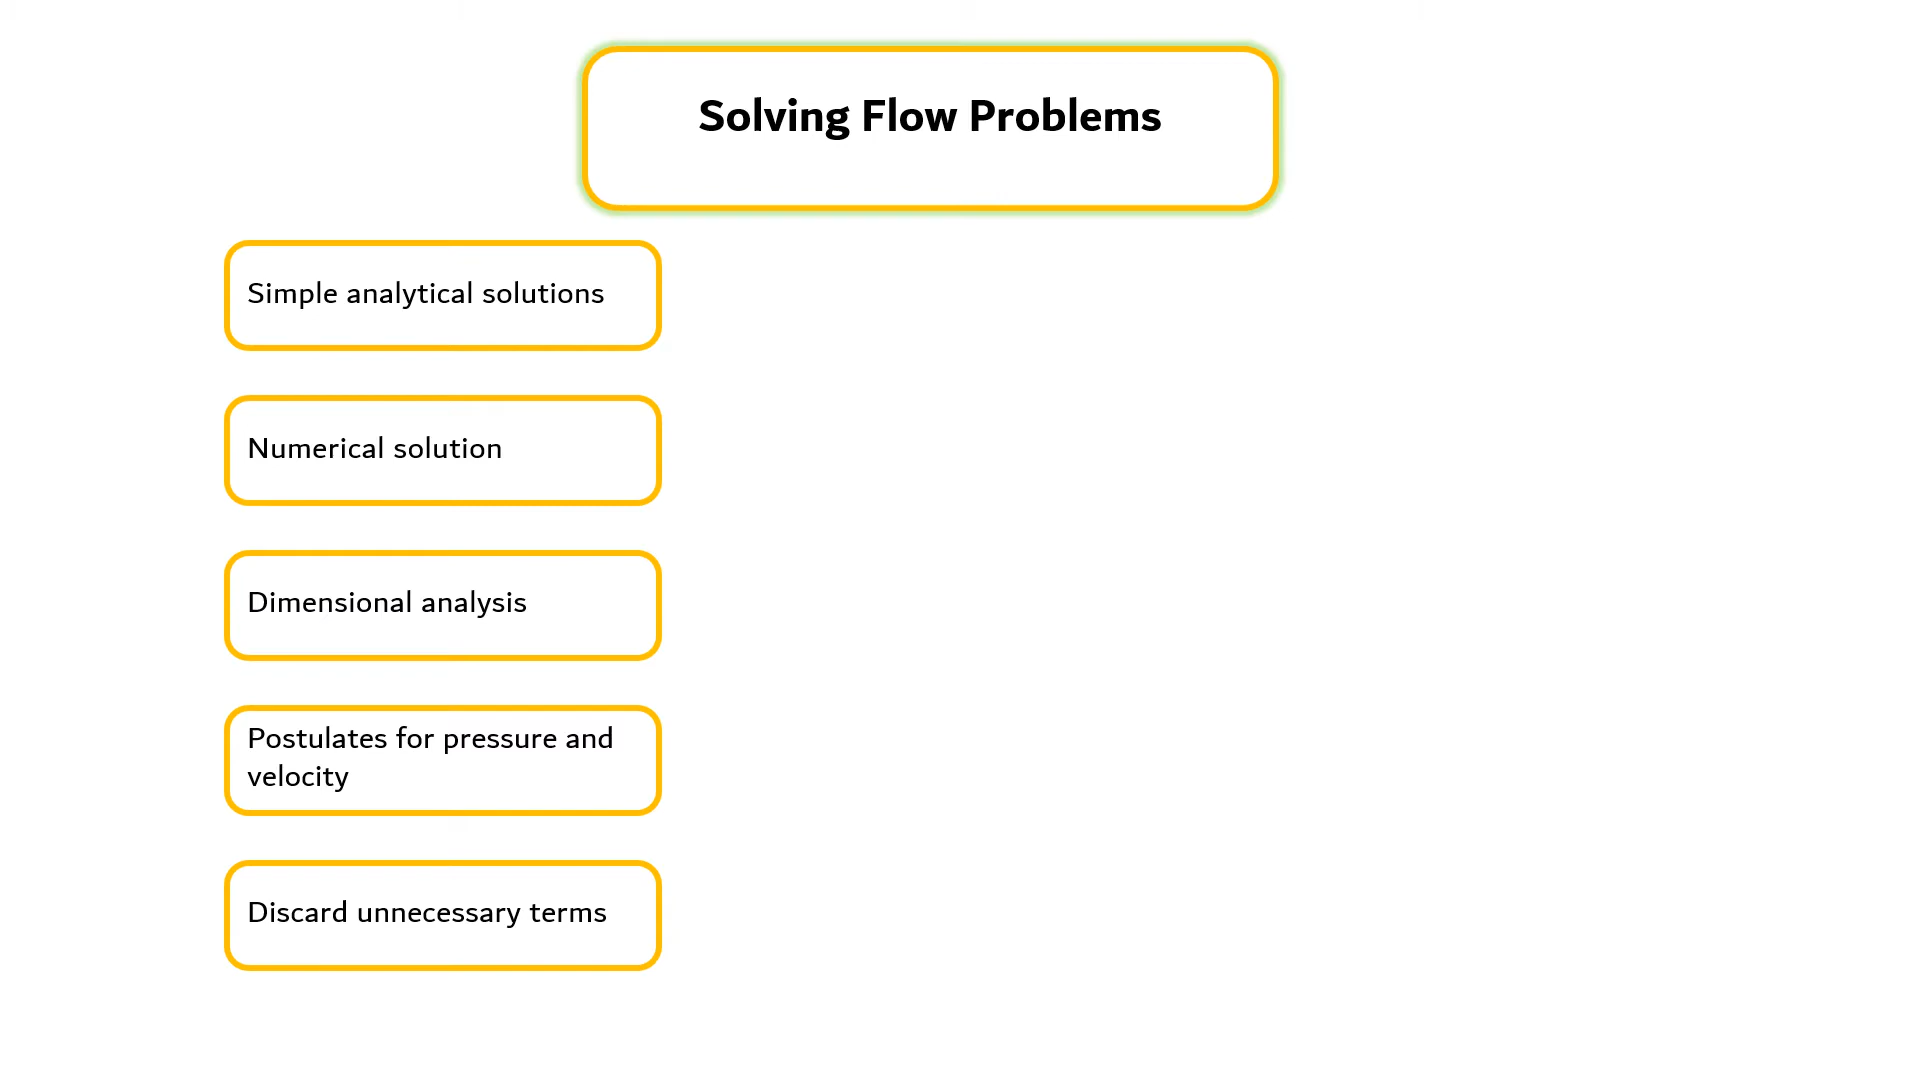 Solving Flow Problems
Simple analytical solutions
Numerical solution
Dimensional analysis
Postulates for pressure and
velocity
Discard unnecessary terms